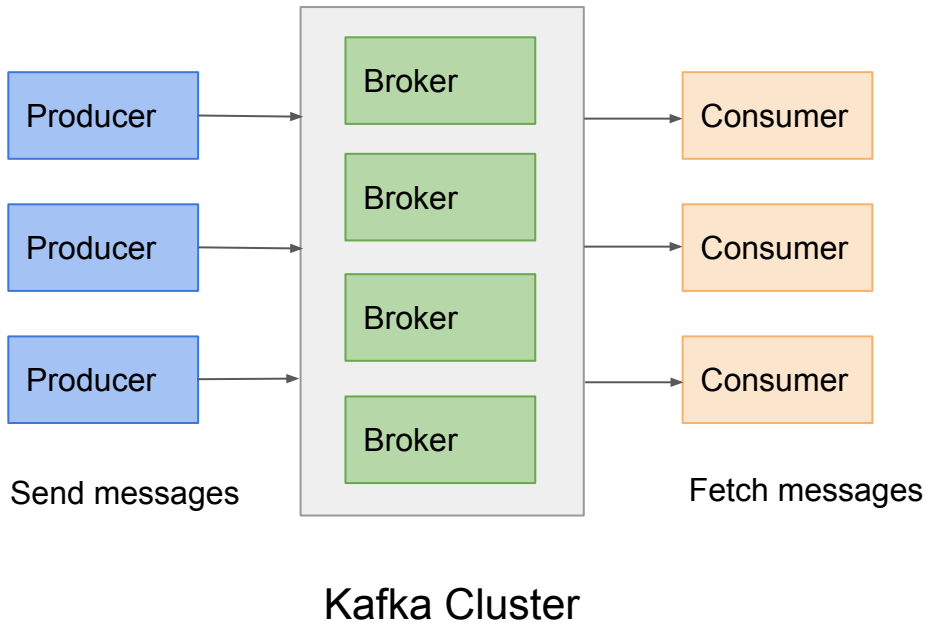 Producer
Producer
Producer
Send messages
Broker
Broker
Broker
Broker
Consumer
Consumer
Consumer
Fetch messages
Kafka Cluster